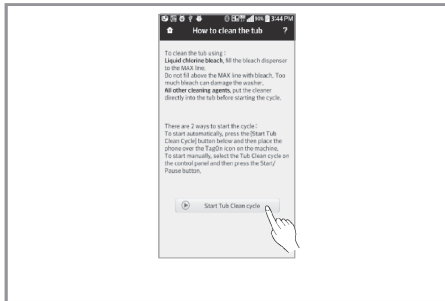 90% 3:44 PM
How to clean the tub ?
To clean the tub using :
Liquid chlorine bleach, fill the bleach dispenser
to the MAX line.
Do not fill above the MAX line with bleach. Too
much bleach can damage the washer.
All other cleaning agents, put the cleaner
directly into the tub before starting the cycle.
There are 2 ways to start the cycle :
To start automatically, press the [Start Tub
Clean Cycle] button below and then place the
phone over the TagOn icon on the machine.
To start manually, select the Tub Clean cycle on
the control panel and then press the Start/
Pause button.
Start Tub Clean cycle